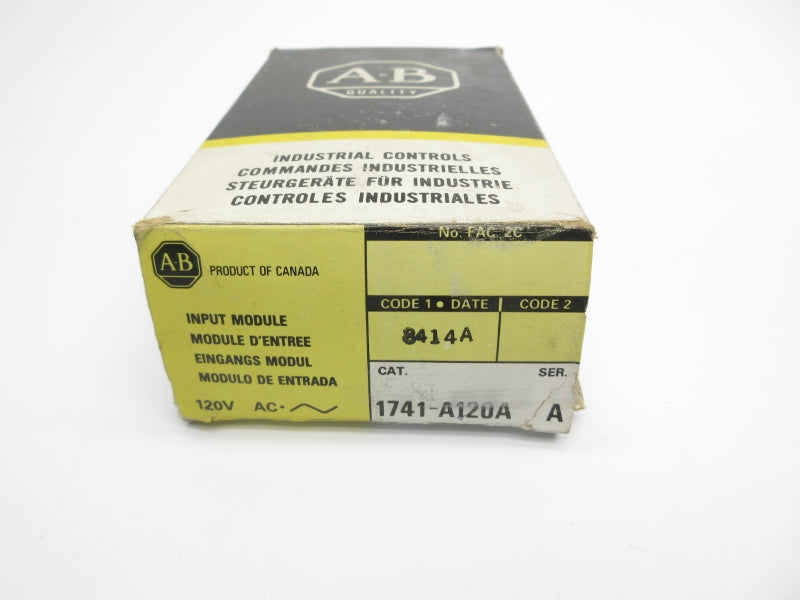 A-B
QUALITY
INDUSTRIAL CONTROLS
COMMANDES INDUSTRIELLES
STEURGERÄTE FÜR INDUSTRIE
CONTROLES INDUSTRIALES
A-B
PRODUCT OF CANADA
INPUT MODULE
MODULE D'ENTREE
EINGANGS MODUL
MODULO DE ENTRADA
120V AC
No. FAC 2C
CODE 1 • DATE CODE 2
8414A
CAT. SER.
1741-A120A A